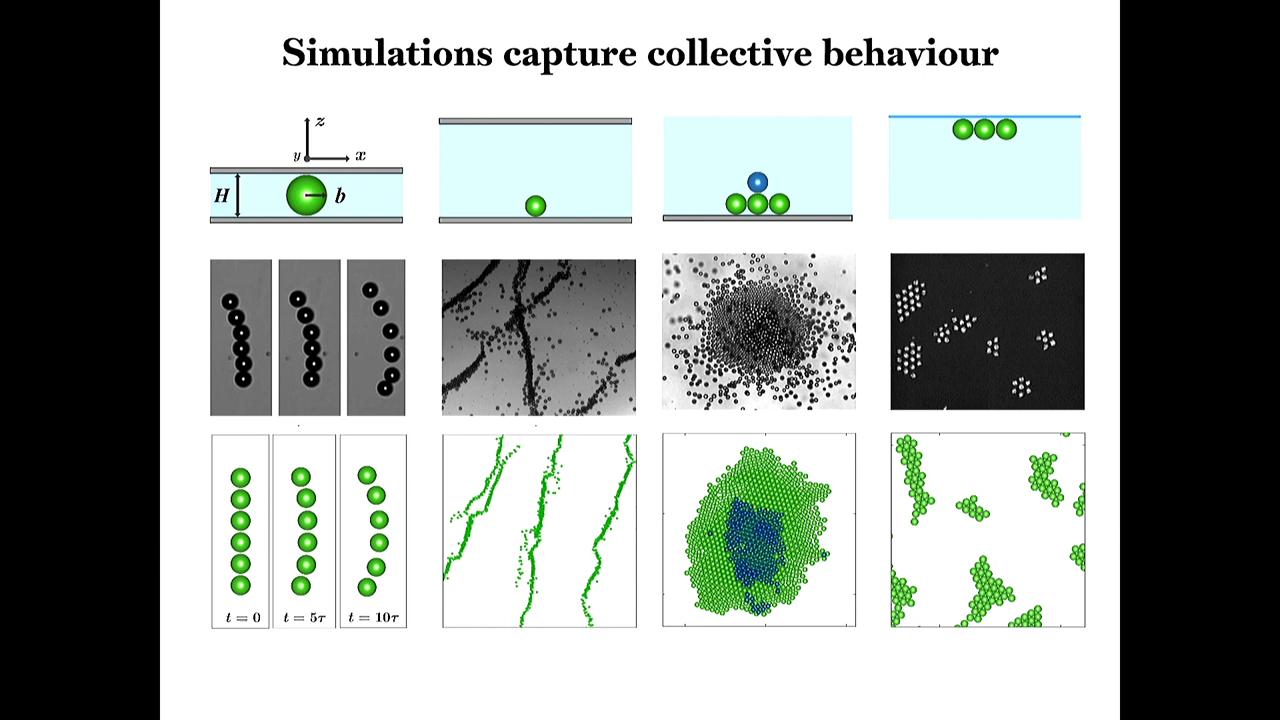 Simulations capture collective behaviour
z
y
x
H
b
t = 0
t = 5τ
t = 10τ